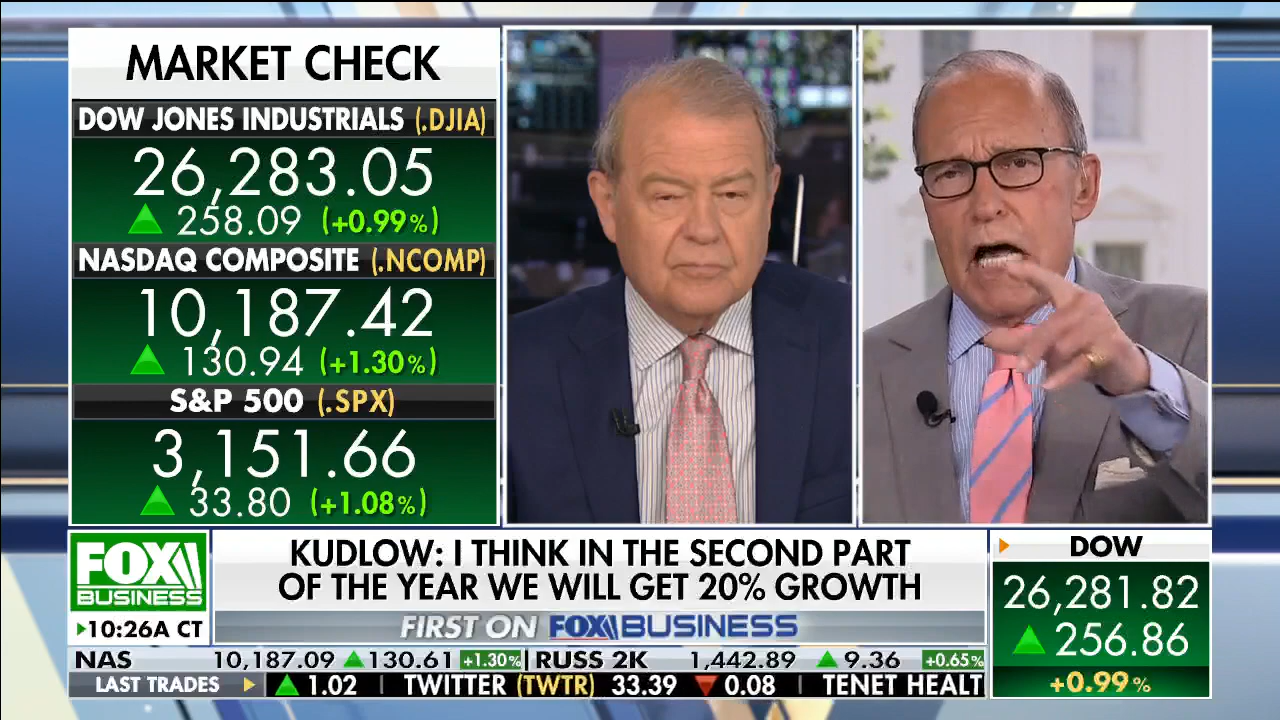 MARKET CHECK
DOW JONES INDUSTRIALS (.DJIA)
26,283.05
▲ 258.09 (+0.99%)
NASDAQ COMPOSITE (.NCOMP)
10,187.42
▲ 130.94 (+1.30%)
S&P 500 (.SPX)
3,151.66
▲ 33.80 (+1.08%)
FOX
BUSINESS
10:26A CT
KUDLOW: I THINK IN THE SECOND PART
OF THE YEAR WE WILL GET 20% GROWTH
FIRST ON FOX BUSINESS
DOW
26,281.82
▲ 256.86
+0.99%
NAS 10,187.09 ▲ 130.61 +1.30% RUSS 2K 1,442.89 ▲ 9.36 +0.65%
LAST TRADES ▲ 1.02 | TWITTER (TWTR) 33.39 ▼ 0.08 | TENET HEALT